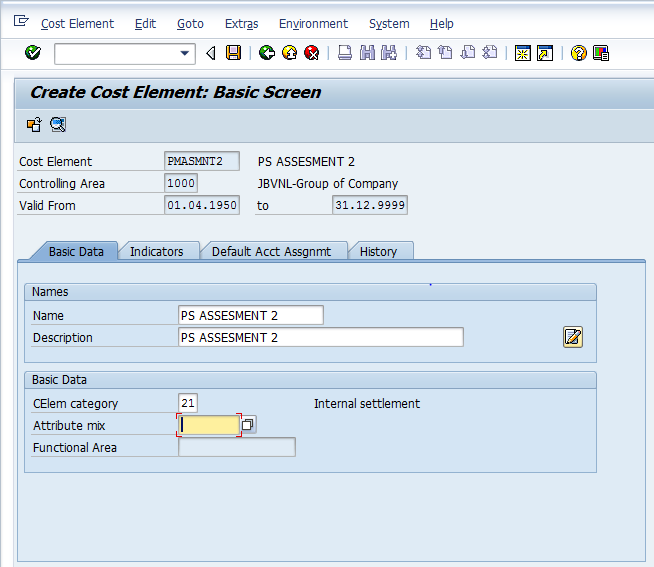 Cost Element Edit Goto Extras Environment System Help
Create Cost Element: Basic Screen
Cost Element PMASMNT2 PS ASSESMENT 2
Controlling Area 1000 JBVNL-Group of Company
Valid From 01.04.1950 to 31.12.9999
Basic Data Indicators Default Acct Assgnmt History
Names
Name PS ASSESMENT 2
Description PS ASSESMENT 2
Basic Data
CElem category 21 Internal settlement
Attribute mix
Functional Area